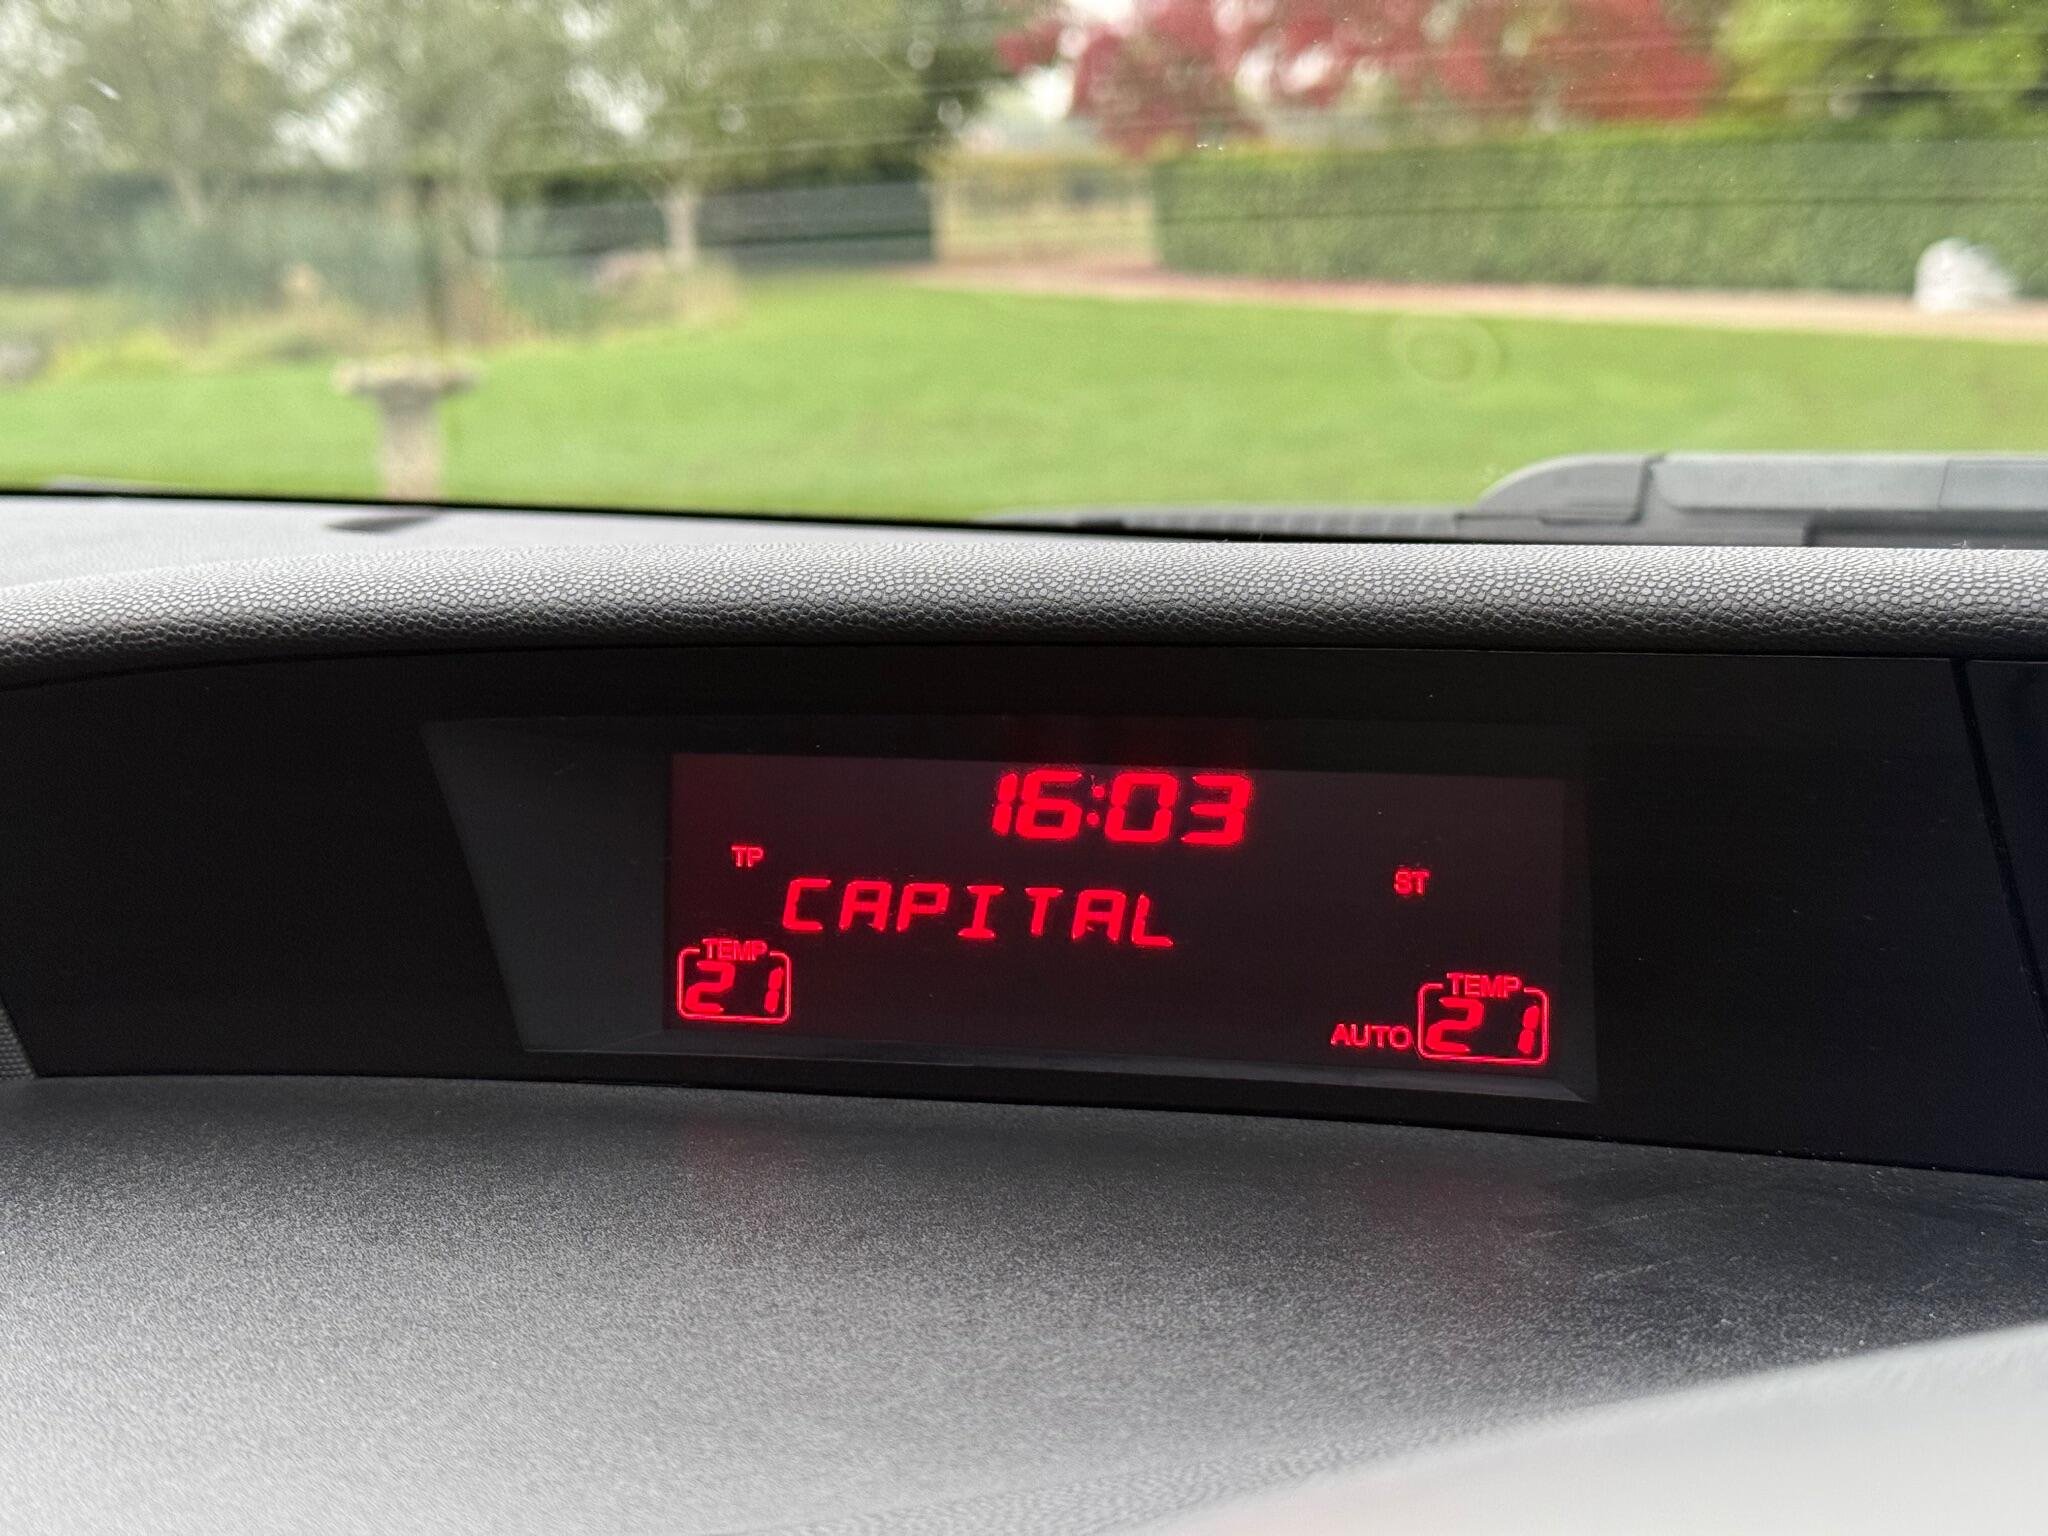 16:03
TP
ST
CAPITAL
TEMP
21
TEMP
AUTO 21